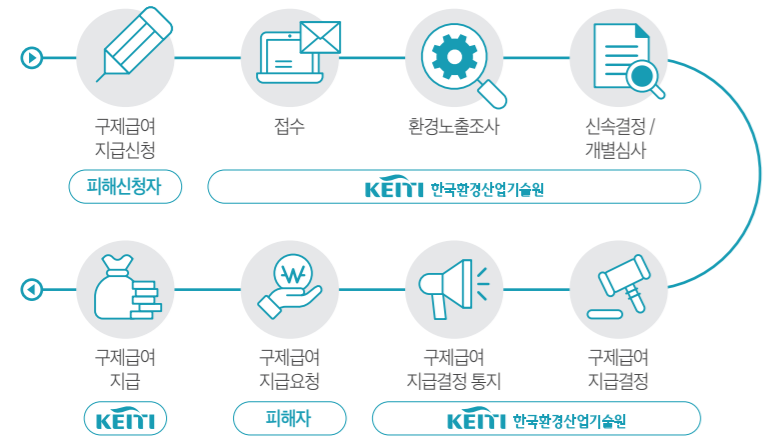 구제급여
지급신청
접수
환경노출조사
신속결정 /
개별심사
피해신청자
KEITI 한국환경산업기술원
구제급여
지급결정
구제급여
지급결정 통지
구제급여
지급요청
구제급여
지급
KEITI 한국환경산업기술원
피해자
KEITI